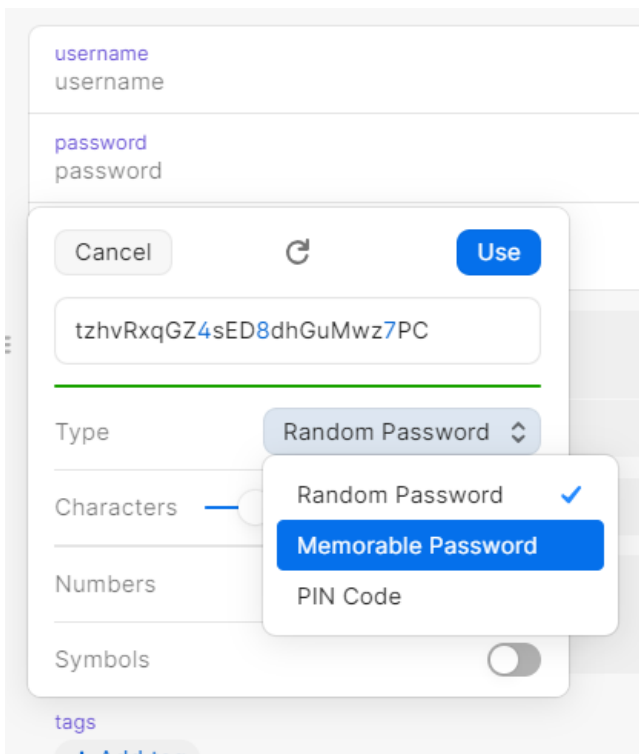 username
username
password
password
Cancel Use
tzhvRxqGZ4sED8dhGuMwz7PC
Type Random Password
Random Password
Characters
Memorable Password
Numbers
PIN Code
Symbols
tags